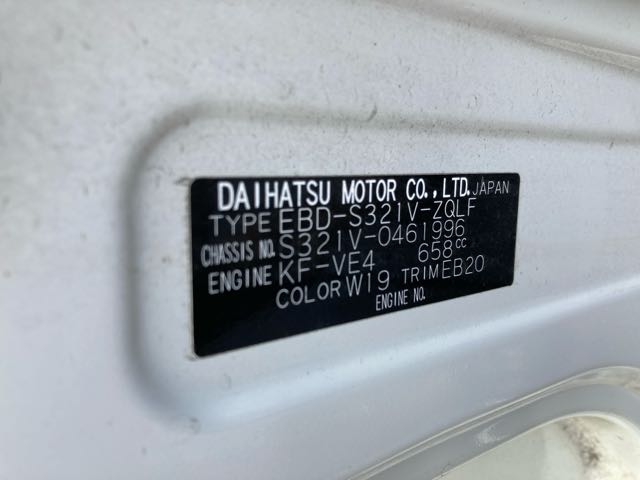 DAIHATSU MOTOR CO.,LTD. JAPAN
TYPE EBD-S321V-ZQLF
CHASSIS NO. S321V-0461996
ENGINE KF-VE4 658cc
COLOR W19 TRIM EB20
ENGINE NO.